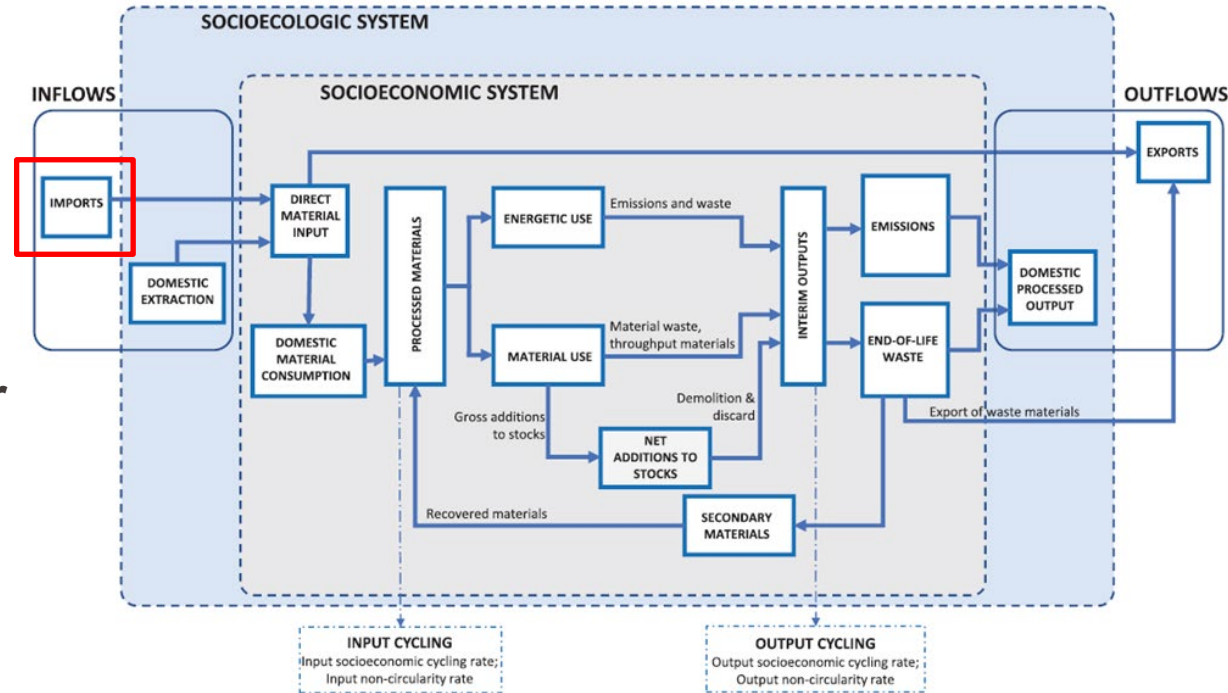 SOCIOECOLOGIC SYSTEM
INFLOWS
SOCIOECONOMIC SYSTEM
OUTFLOWS
IMPORTS
DOMESTIC
EXTRACTION
DIRECT
MATERIAL
INPUT
DOMESTIC
MATERIAL
CONSUMPTION
PROCESSED MATERIALS
ENERGETIC USE
Emissions and waste
MATERIAL USE
Material waste,
throughput materials
Gross additions
to stocks
NET
ADDITIONS TO
STOCKS
Demolition &
discard
Recovered materials
SECONDARY
MATERIALS
INTERIM OUTPUTS
EMISSIONS
END-OF-LIFE
WASTE
Export of waste materials
DOMESTIC
PROCESSED
OUTPUT
EXPORTS
INPUT CYCLING
Input socioeconomic cycling rate;
Input non-circularity rate
OUTPUT CYCLING
Output socioeconomic cycling rate;
Output non-circularity rate